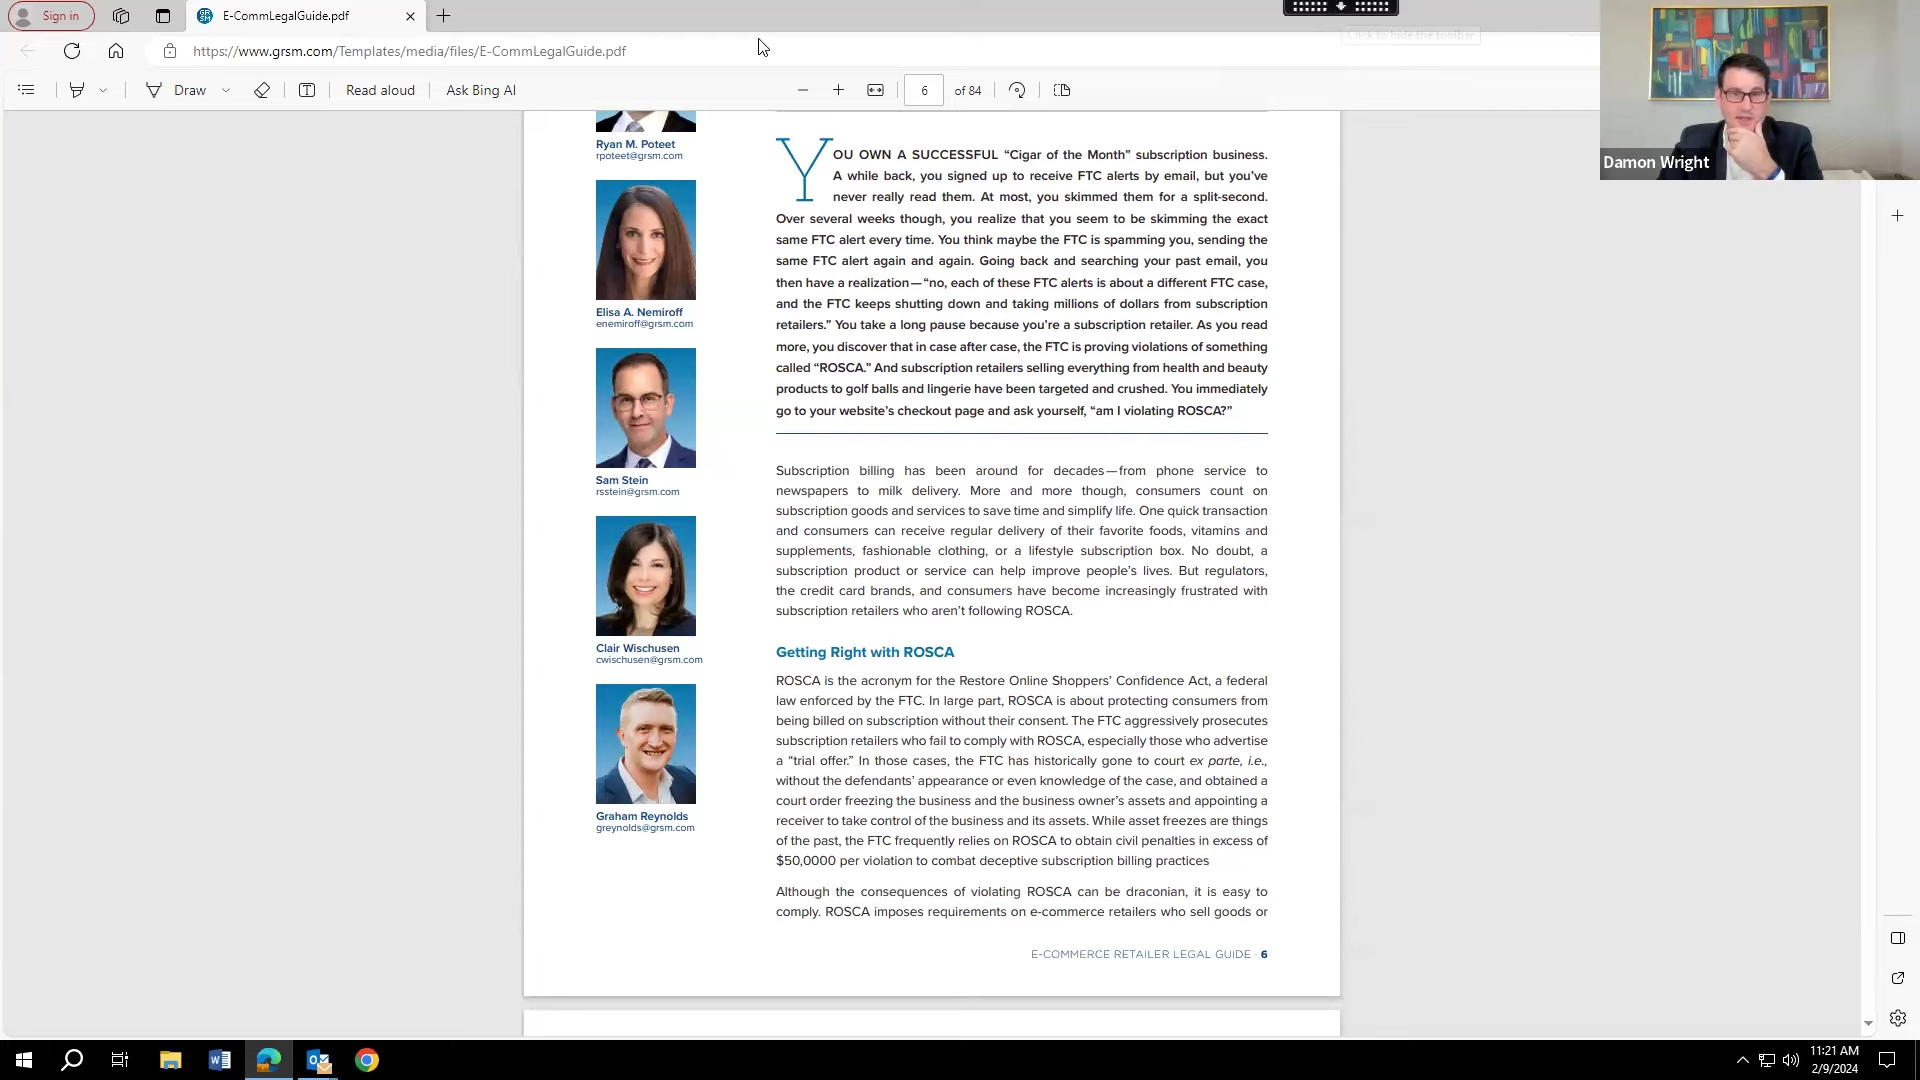 Sign in
E-CommLegalGuide.pdf
https://www.grsm.com/Templates/media/files/E-CommLegalGuide.pdf
Click to hide the toolbar
Draw
Read aloud
Ask Bing AI
6
of 84
Damon Wright
Ryan M. Poteet
rpoteet@grsm.com
Elisa A. Nemiroff
enemiroff@grsm.com
Sam Stein
rsstein@grsm.com
Clair Wischusen
cwischusen@grsm.com
Graham Reynolds
greynolds@grsm.com
YOU OWN A SUCCESSFUL “Cigar of the Month” subscription business.
A while back, you signed up to receive FTC alerts by email, but you’ve
never really read them. At most, you skimmed them for a split-second.
Over several weeks though, you realize that you seem to be skimming the exact
same FTC alert every time. You think maybe the FTC is spamming you, sending the
same FTC alert again and again. Going back and searching your past email, you
then have a realization—“no, each of these FTC alerts is about a different FTC case,
and the FTC keeps shutting down and taking millions of dollars from subscription
retailers.” You take a long pause because you’re a subscription retailer. As you read
more, you discover that in case after case, the FTC is proving violations of something
called “ROSCA.” And subscription retailers selling everything from health and beauty
products to golf balls and lingerie have been targeted and crushed. You immediately
go to your website’s checkout page and ask yourself, “am I violating ROSCA?”
Subscription billing has been around for decades—from phone service to
newspapers to milk delivery. More and more though, consumers count on
subscription goods and services to save time and simplify life. One quick transaction
and consumers can receive regular delivery of their favorite foods, vitamins and
supplements, fashionable clothing, or a lifestyle subscription box. No doubt, a
subscription product or service can help improve people’s lives. But regulators,
the credit card brands, and consumers have become increasingly frustrated with
subscription retailers who aren’t following ROSCA.
Getting Right with ROSCA
ROSCA is the acronym for the Restore Online Shoppers’ Confidence Act, a federal
law enforced by the FTC. In large part, ROSCA is about protecting consumers from
being billed on subscription without their consent. The FTC aggressively prosecutes
subscription retailers who fail to comply with ROSCA, especially those who advertise
a “trial offer.” In those cases, the FTC has historically gone to court ex parte, i.e.,
without the defendants’ appearance or even knowledge of the case, and obtained a
court order freezing the business and the business owner’s assets and appointing a
receiver to take control of the business and its assets. While asset freezes are things
of the past, the FTC frequently relies on ROSCA to obtain civil penalties in excess of
$50,0000 per violation to combat deceptive subscription billing practices
Although the consequences of violating ROSCA can be draconian, it is easy to
comply. ROSCA imposes requirements on e-commerce retailers who sell goods or
E-COMMERCE RETAILER LEGAL GUIDE · 6
11:21 AM
2/9/2024